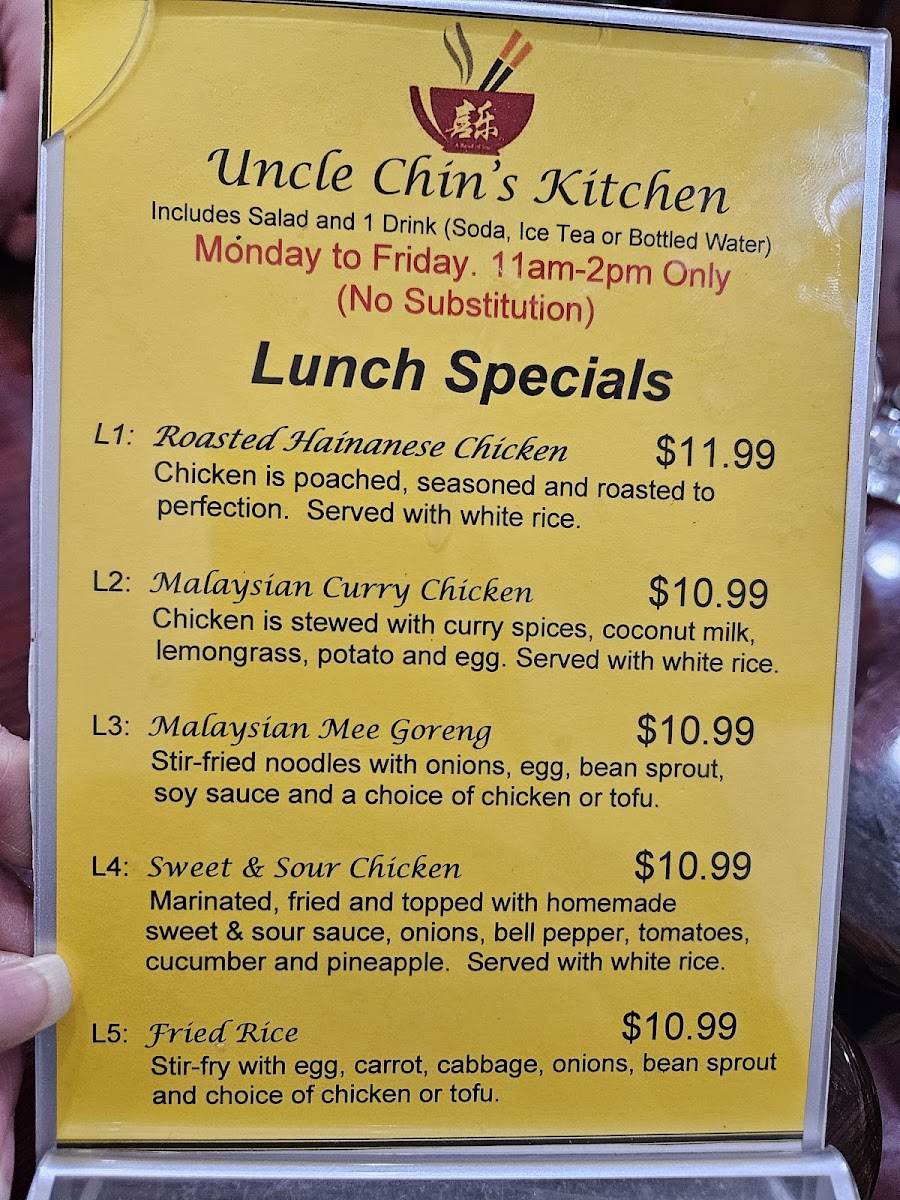 喜乐
Uncle Chin's Kitchen
Includes Salad and 1 Drink (Soda, Ice Tea or Bottled Water)
Monday to Friday. 11am-2pm Only
(No Substitution)
Lunch Specials
L1: Roasted Hainanese Chicken $11.99
Chicken is poached, seasoned and roasted to
perfection. Served with white rice.
L2: Malaysian Curry Chicken $10.99
Chicken is stewed with curry spices, coconut milk,
lemongrass, potato and egg. Served with white rice.
L3: Malaysian Mee Goreng $10.99
Stir-fried noodles with onions, egg, bean sprout,
soy sauce and a choice of chicken or tofu.
L4: Sweet & Sour Chicken $10.99
Marinated, fried and topped with homemade
sweet & sour sauce, onions, bell pepper, tomatoes,
cucumber and pineapple. Served with white rice.
L5: Fried Rice $10.99
Stir-fry with egg, carrot, cabbage, onions, bean sprout
and choice of chicken or tofu.